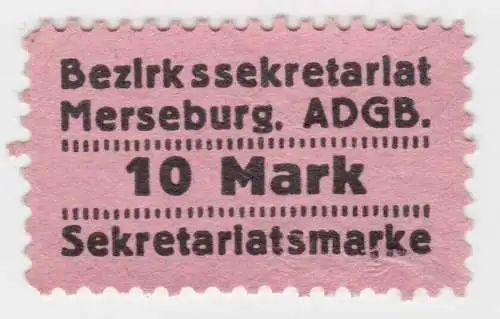 Bezirkssekretariat
Merseburg. ADGB.
10 Mark
Sekretariatsmarke